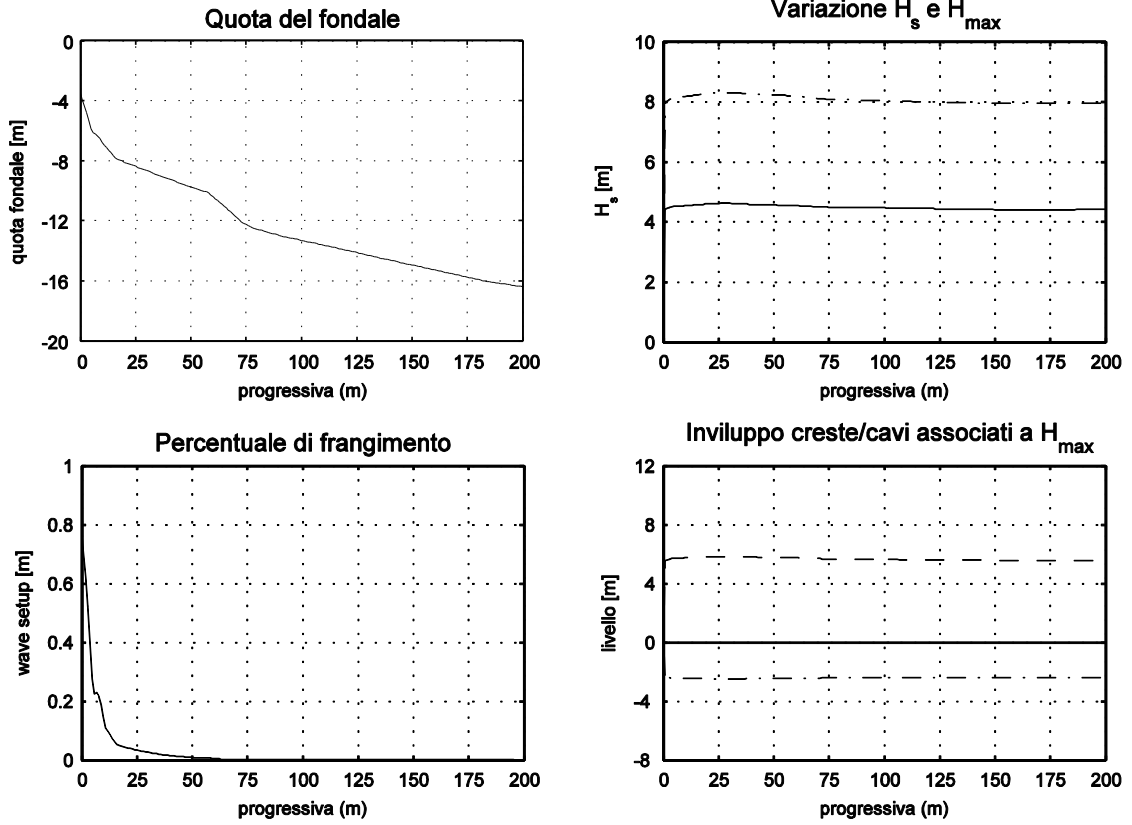 Quota del fondale
0
-4
-8
-12
-16
-20
quota fondale [m]
0 25 50 75 100 125 150 175 200
progressiva (m)
Variazione H_s e H_max
10
8
6
4
2
0
H_s [m]
0 25 50 75 100 125 150 175 200
progressiva (m)
Percentuale di frangimento
1
0.8
0.6
0.4
0.2
0
wave setup [m]
0 25 50 75 100 125 150 175 200
progressiva (m)
Inviluppo creste/cavi associati a H_max
12
8
4
0
-4
-8
livello [m]
0 25 50 75 100 125 150 175 200
progressiva (m)